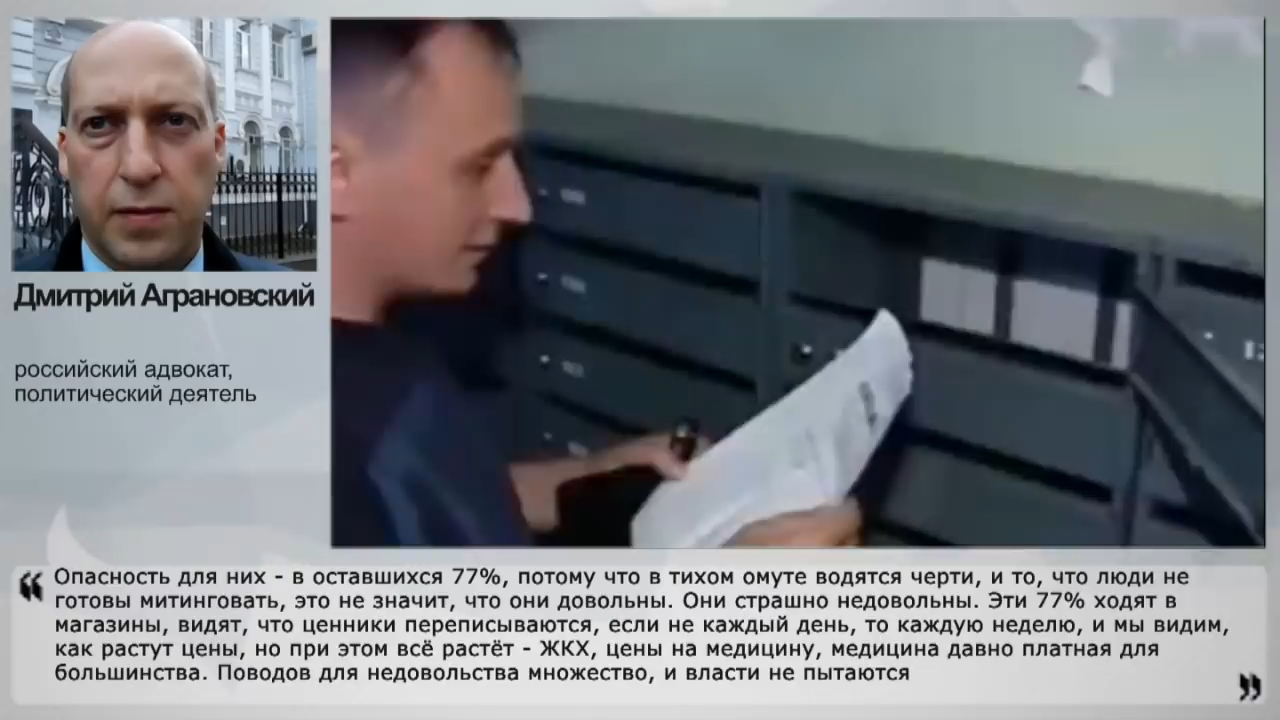 Дмитрий Аграновский
российский адвокат,
политический деятель
Опасность для них - в оставшихся 77%, потому что в тихом омуте водятся черти, и то, что люди не
готовы митинговать, это не значит, что они довольны. Они страшно недовольны. Эти 77% ходят в
магазины, видят, что ценники переписываются, если не каждый день, то каждую неделю, и мы видим,
как растут цены, но при этом всё растёт - ЖКХ, цены на медицину, медицина давно платная для
большинства. Поводов для недовольства множество, и власти не пытаются